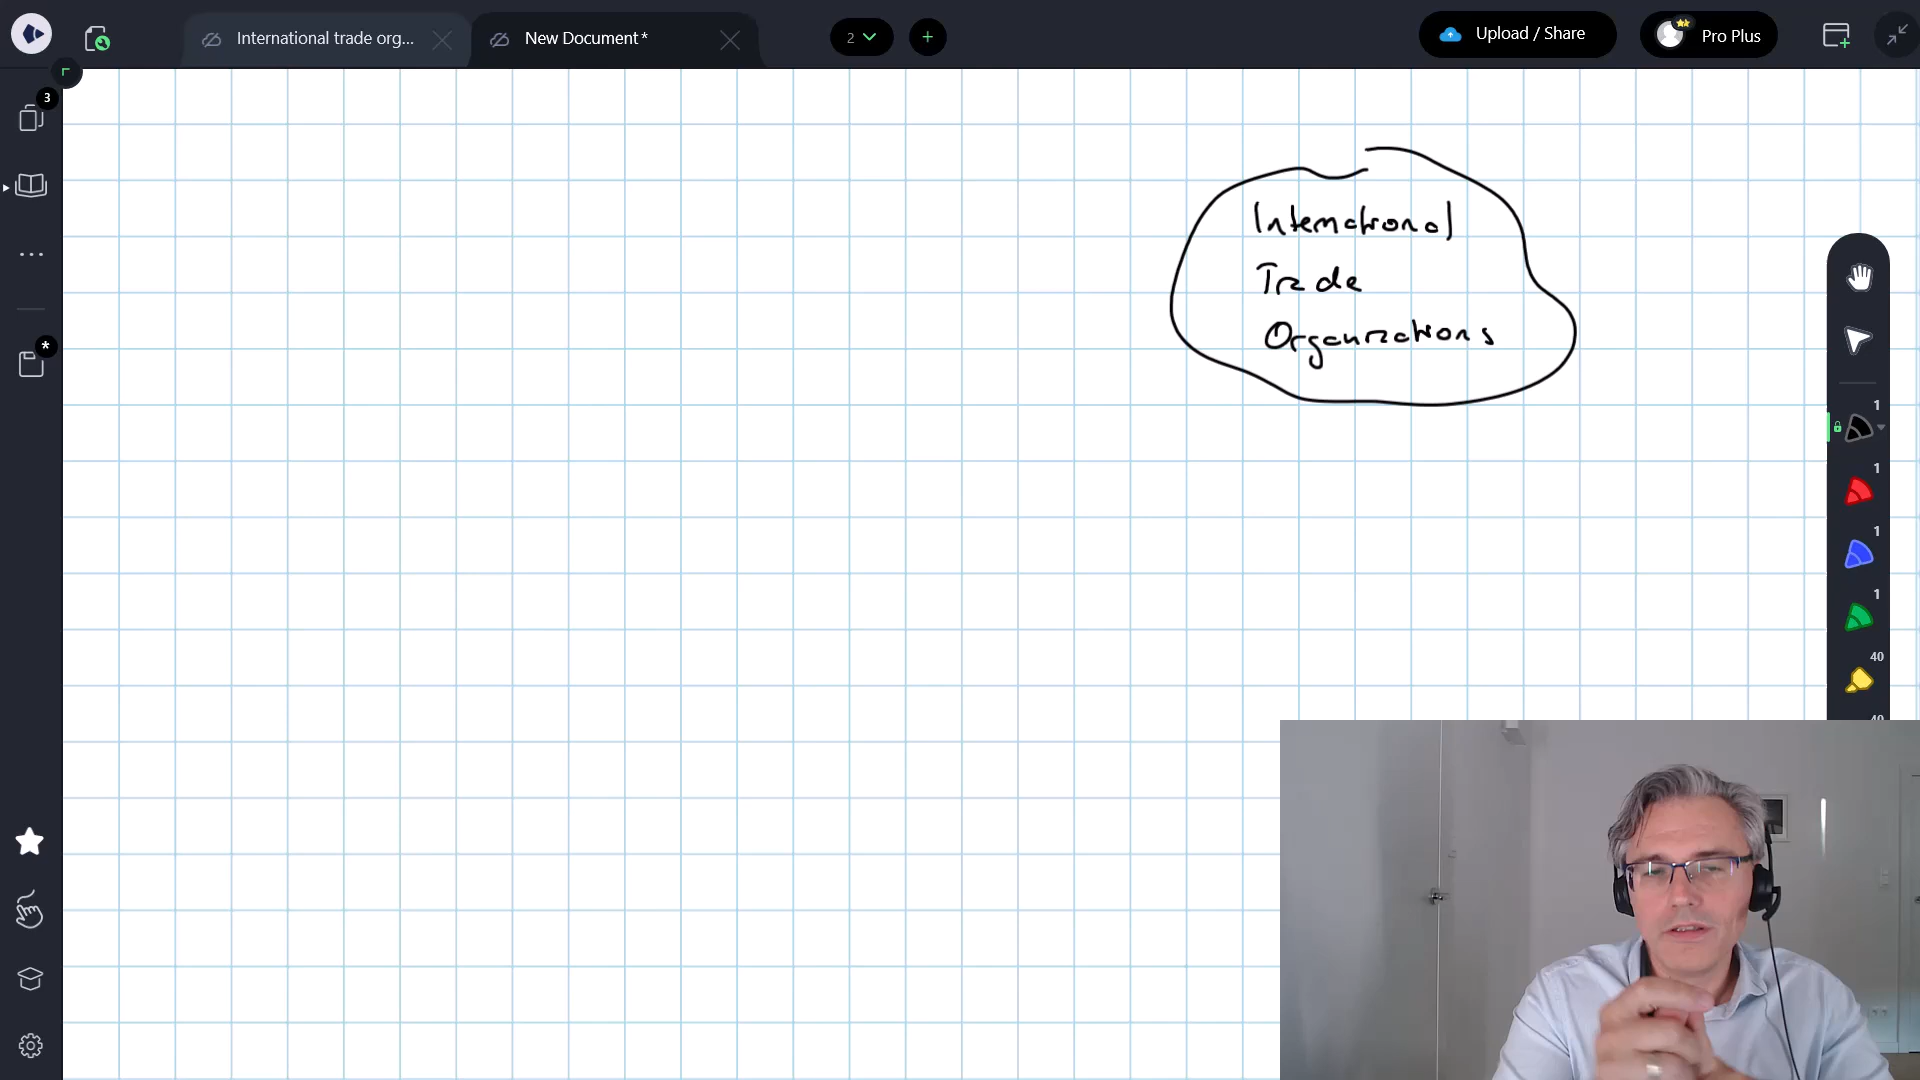 International trade org...
New Document*
2
+
Upload / Share
Pro Plus
3
*
International
Trade
Organizations
1
1
1
1
40
40